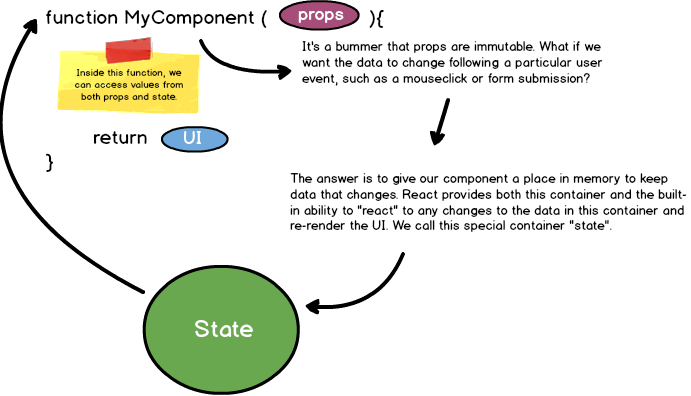 function MyComponent ( props ){
It's a bummer that props are immutable. What if we
want the data to change following a particular user
event, such as a mouseclick or form submission?
Inside this function, we
can access values from
both props and state.
return UI
}
The answer is to give our component a place in memory to keep
data that changes. React provides both this container and the built-
in ability to "react" to any changes to the data in this container and
re-render the UI. We call this special container "state".
State